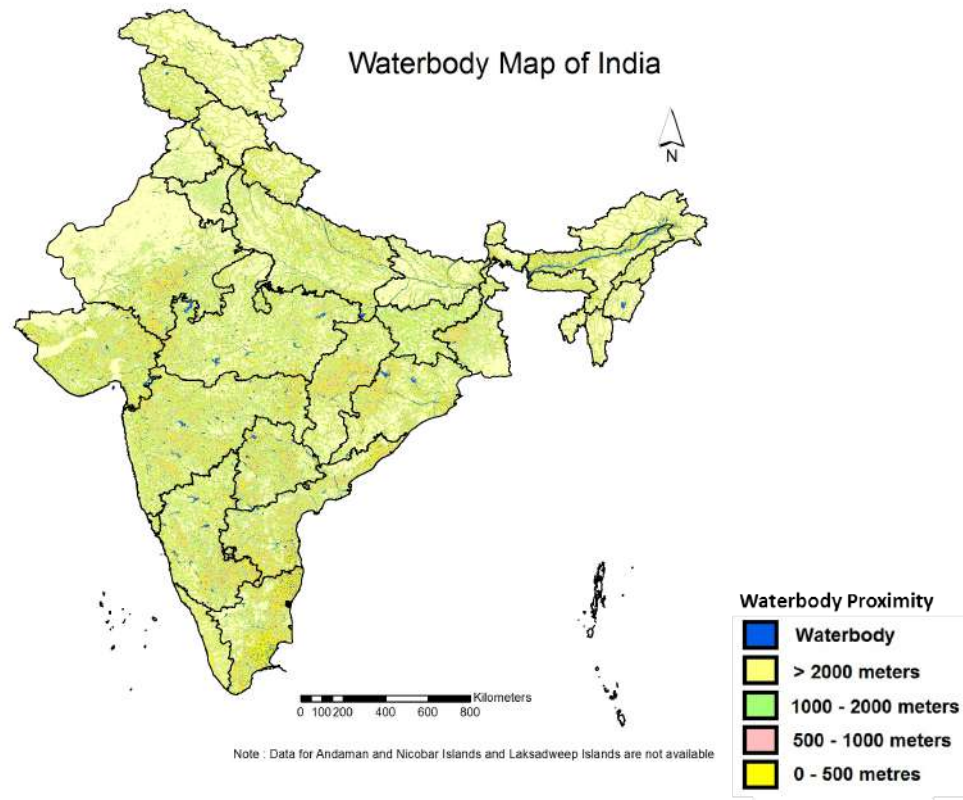 Waterbody Map of India
N
Kilometers
0 100 200 400 600 800
Note : Data for Andaman and Nicobar Islands and Laksadweep Islands are not available
Waterbody Proximity
Waterbody
> 2000 meters
1000 - 2000 meters
500 - 1000 meters
0 - 500 metres